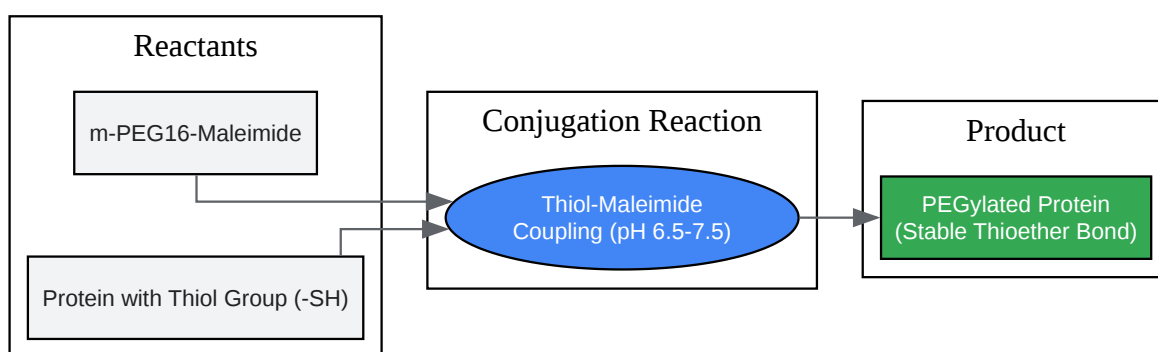 Reactants
m-PEG16-Maleimide
Protein with Thiol Group (-SH)
Conjugation Reaction
Thiol-Maleimide
Coupling (pH 6.5-7.5)
Product
PEGylated Protein
(Stable Thioether Bond)